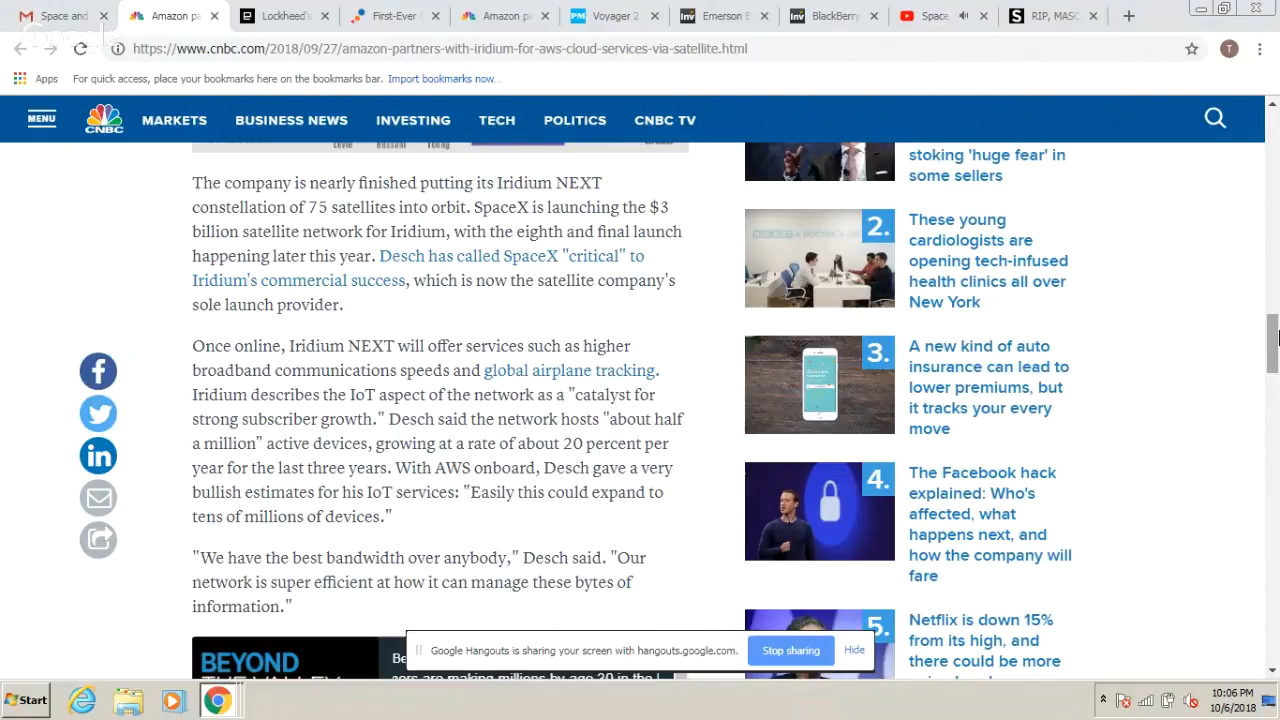 Space and
Amazon pa
Lockheed's
First-Ever
Amazon pa
Voyager 2
Emerson E
BlackBerry
Space
RIP, MASC
https://www.cnbc.com/2018/09/27/amazon-partners-with-iridium-for-aws-cloud-services-via-satellite.html
T
Apps For quick access, place your bookmarks here on the bookmarks bar. Import bookmarks now...
MENU
CNBC
MARKETS BUSINESS NEWS INVESTING TECH POLITICS CNBC TV
The company is nearly finished putting its Iridium NEXT
constellation of 75 satellites into orbit. SpaceX is launching the $3
billion satellite network for Iridium, with the eighth and final launch
happening later this year. Desch has called SpaceX "critical" to
Iridium's commercial success, which is now the satellite company's
sole launch provider.
Once online, Iridium NEXT will offer services such as higher
broadband communications speeds and global airplane tracking.
Iridium describes the IoT aspect of the network as a "catalyst for
strong subscriber growth." Desch said the network hosts "about half
a million" active devices, growing at a rate of about 20 percent per
year for the last three years. With AWS onboard, Desch gave a very
bullish estimates for his IoT services: "Easily this could expand to
tens of millions of devices."
"We have the best bandwidth over anybody," Desch said. "Our
network is super efficient at how it can manage these bytes of
information."
BEYOND
stoking 'huge fear' in
some sellers
2.
These young
cardiologists are
opening tech-infused
health clinics all over
New York
3.
A new kind of auto
insurance can lead to
lower premiums, but
it tracks your every
move
4.
The Facebook hack
explained: Who's
affected, what
happens next, and
how the company will
fare
5.
Netflix is down 15%
from its high, and
there could be more
Google Hangouts is sharing your screen with hangouts.google.com.
Stop sharing
Hide
Start
10:06 PM
10/6/2018